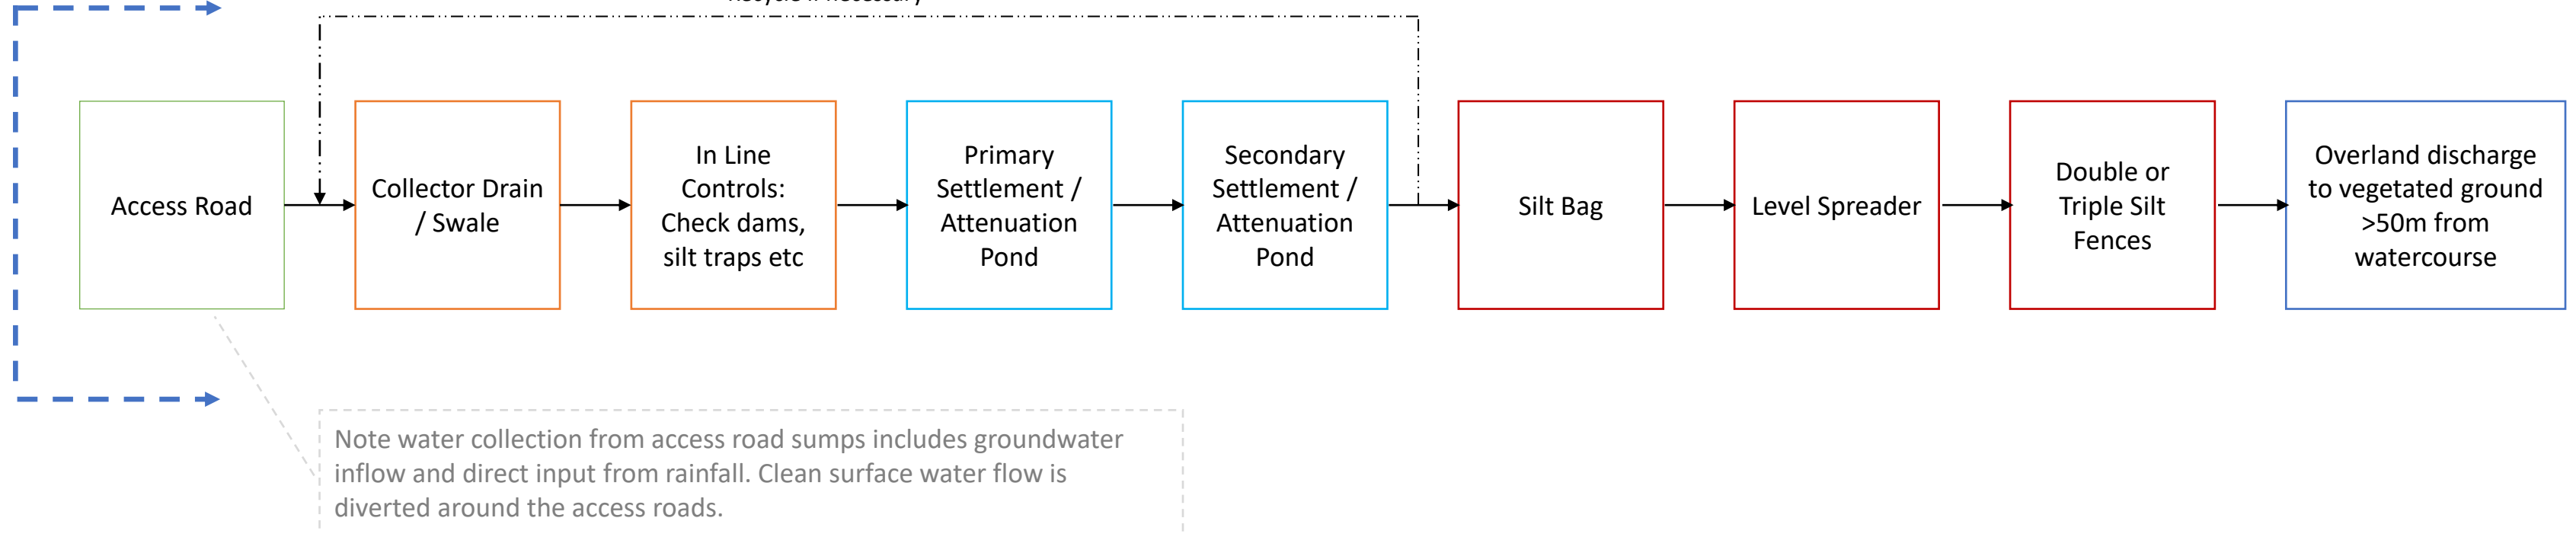 Recycle if necessary
Access Road
Collector Drain
/ Swale
In Line
Controls:
Check dams,
silt traps etc
Primary
Settlement /
Attenuation
Pond
Secondary
Settlement /
Attenuation
Pond
Silt Bag
Level Spreader
Double or
Triple Silt
Fences
Overland discharge
to vegetated ground
>50m from
watercourse
Note water collection from access road sumps includes groundwater
inflow and direct input from rainfall. Clean surface water flow is
diverted around the access roads.